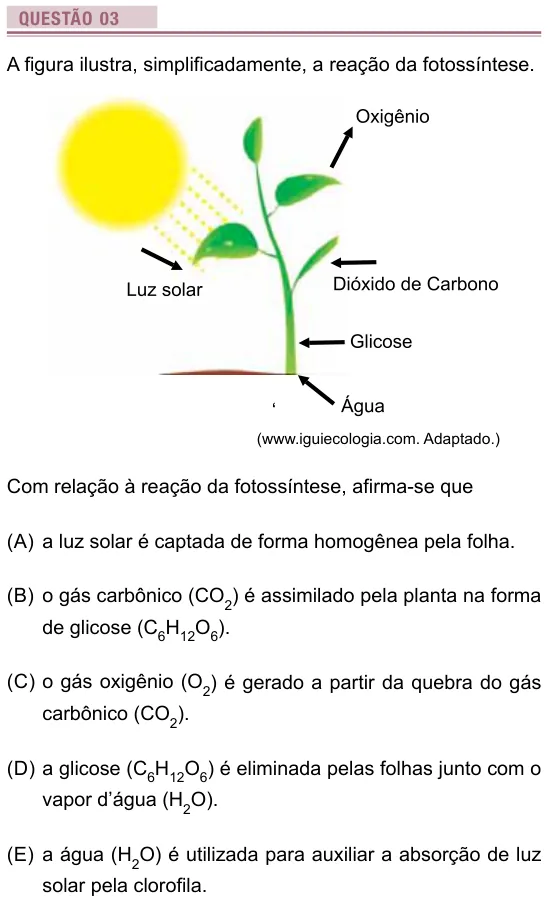 QUESTÃO 03
A figura ilustra, simplificadamente, a reação da fotossíntese.
Oxigênio
Luz solar
Dióxido de Carbono
Glicose
Água
(www.iguiecologia.com. Adaptado.)
Com relação à reação da fotossíntese, afirma-se que
(A) a luz solar é captada de forma homogênea pela folha.
(B) o gás carbônico (CO₂) é assimilado pela planta na forma
de glicose (C₆H₁₂O₆).
(C) o gás oxigênio (O₂) é gerado a partir da quebra do gás
carbônico (CO₂).
(D) a glicose (C₆H₁₂O₆) é eliminada pelas folhas junto com o
vapor d’água (H₂O).
(E) a água (H₂O) é utilizada para auxiliar a absorção de luz
solar pela clorofila.